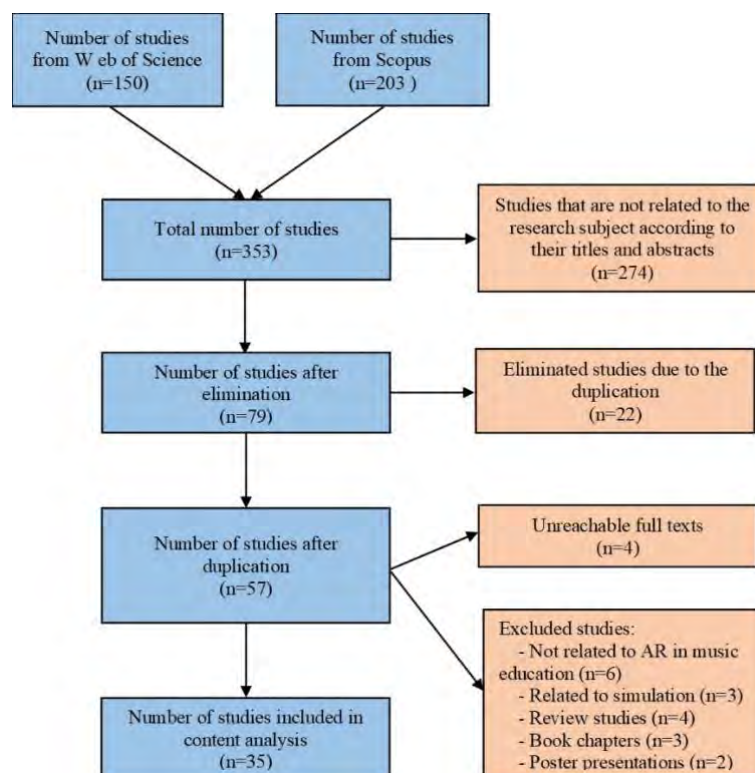 Number of studies
from W eb of Science
(n=150)
Number of studies
from Scopus
(n=203 )
Total number of studies
(n=353)
Studies that are not related to the
research subject according to
their titles and abstracts
(n=274)
Number of studies after
elimination
(n=79)
Eliminated studies due to the
duplication
(n=22)
Number of studies after
duplication
(n=57)
Unreachable full texts
(n=4)
Excluded studies:
- Not related to AR in music
education (n=6)
- Related to simulation (n=3)
- Review studies (n=4)
- Book chapters (n=3)
- Poster presentations (n=2)
Number of studies included in
content analysis
(n=35)